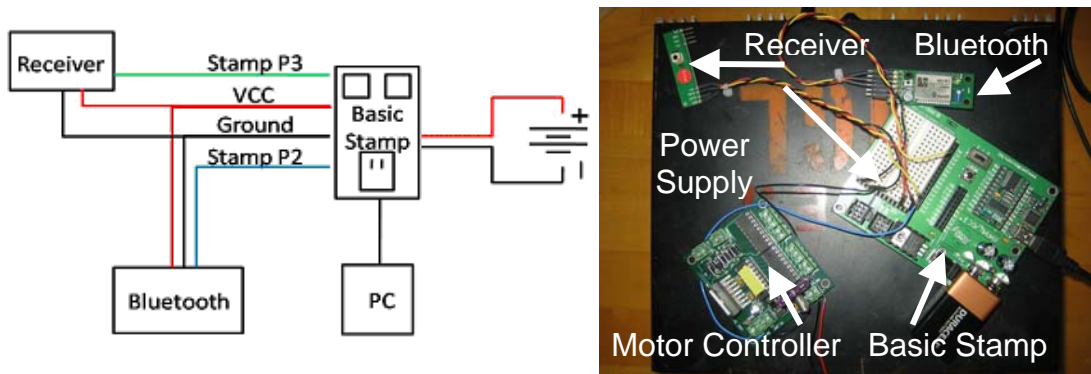 Receiver
Stamp P3
VCC
Ground
Stamp P2
Basic
Stamp
+
-
Bluetooth
PC
Receiver
Bluetooth
Power
Supply
Motor Controller
Basic Stamp
DURACELL